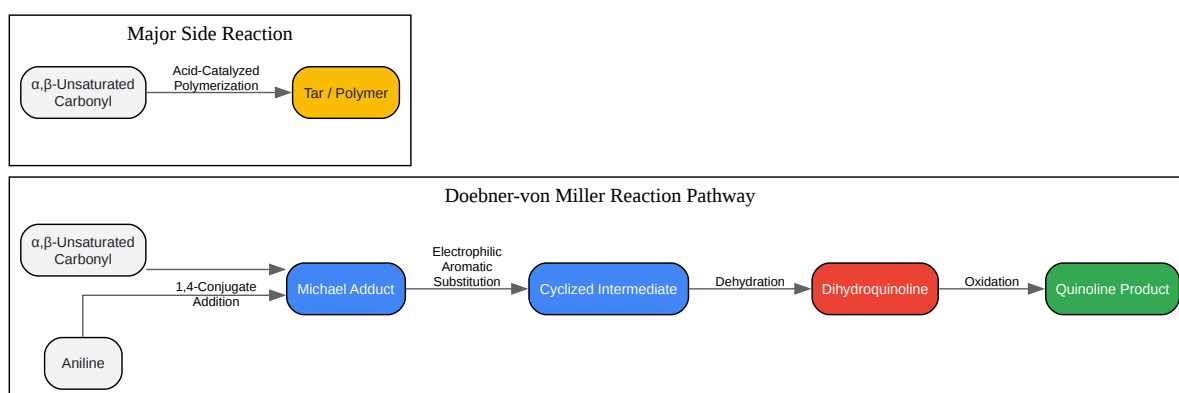 Major Side Reaction
α,β-Unsaturated
Carbonyl
Acid-Catalyzed
Polymerization
Tar / Polymer
Doebner-von Miller Reaction Pathway
α,β-Unsaturated
Carbonyl
1,4-Conjugate
Addition
Aniline
Michael Adduct
Electrophilic
Aromatic
Substitution
Cyclized Intermediate
Dehydration
Dihydroquinoline
Oxidation
Quinoline Product